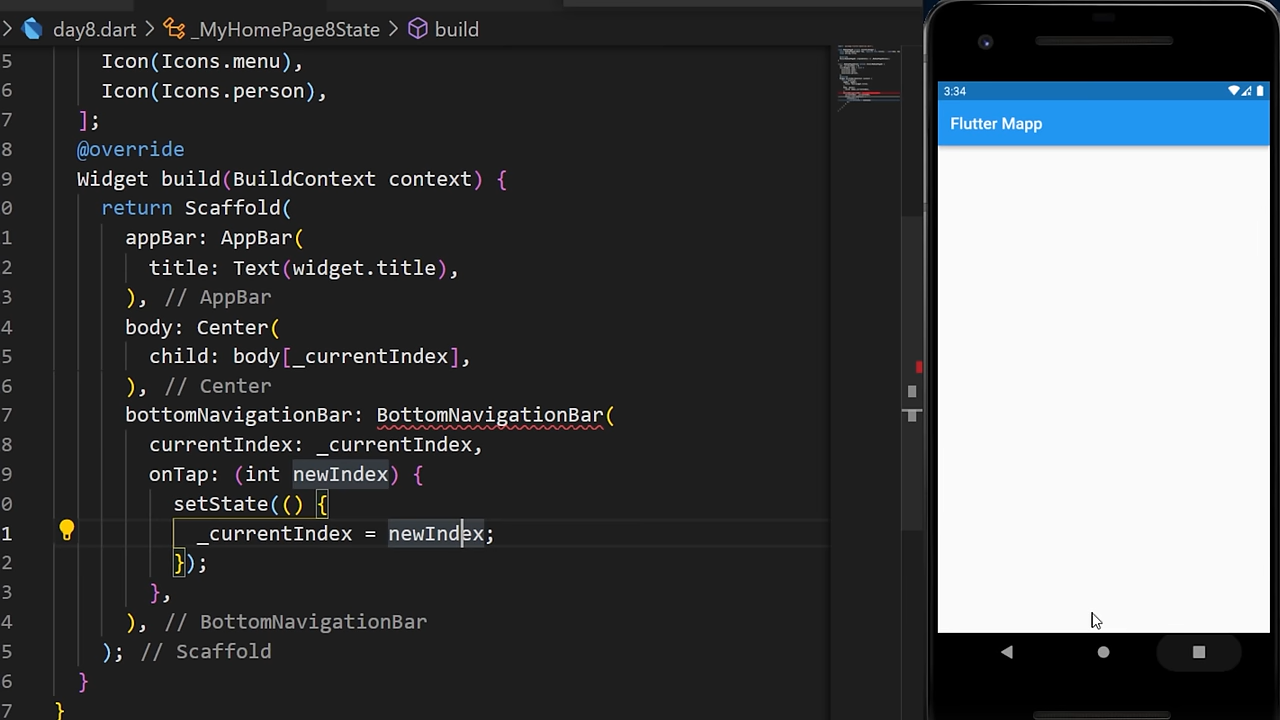 day8.dart _MyHomePage8State build
5 Icon(Icons.menu),
6 Icon(Icons.person),
7 ];
8 @override
9 Widget build(BuildContext context) {
0 return Scaffold(
1 appBar: AppBar(
2 title: Text(widget.title),
3 ), // AppBar
4 body: Center(
5 child: body[_currentIndex],
6 ), // Center
7 bottomNavigationBar: BottomNavigationBar(
8 currentIndex: _currentIndex,
9 onTap: (int newIndex) {
0 setState(() {
1 _currentIndex = newIndex;
2 });
3 },
4 ), // BottomNavigationBar
5 ); // Scaffold
6 }
7 }
3:34
Flutter Mapp